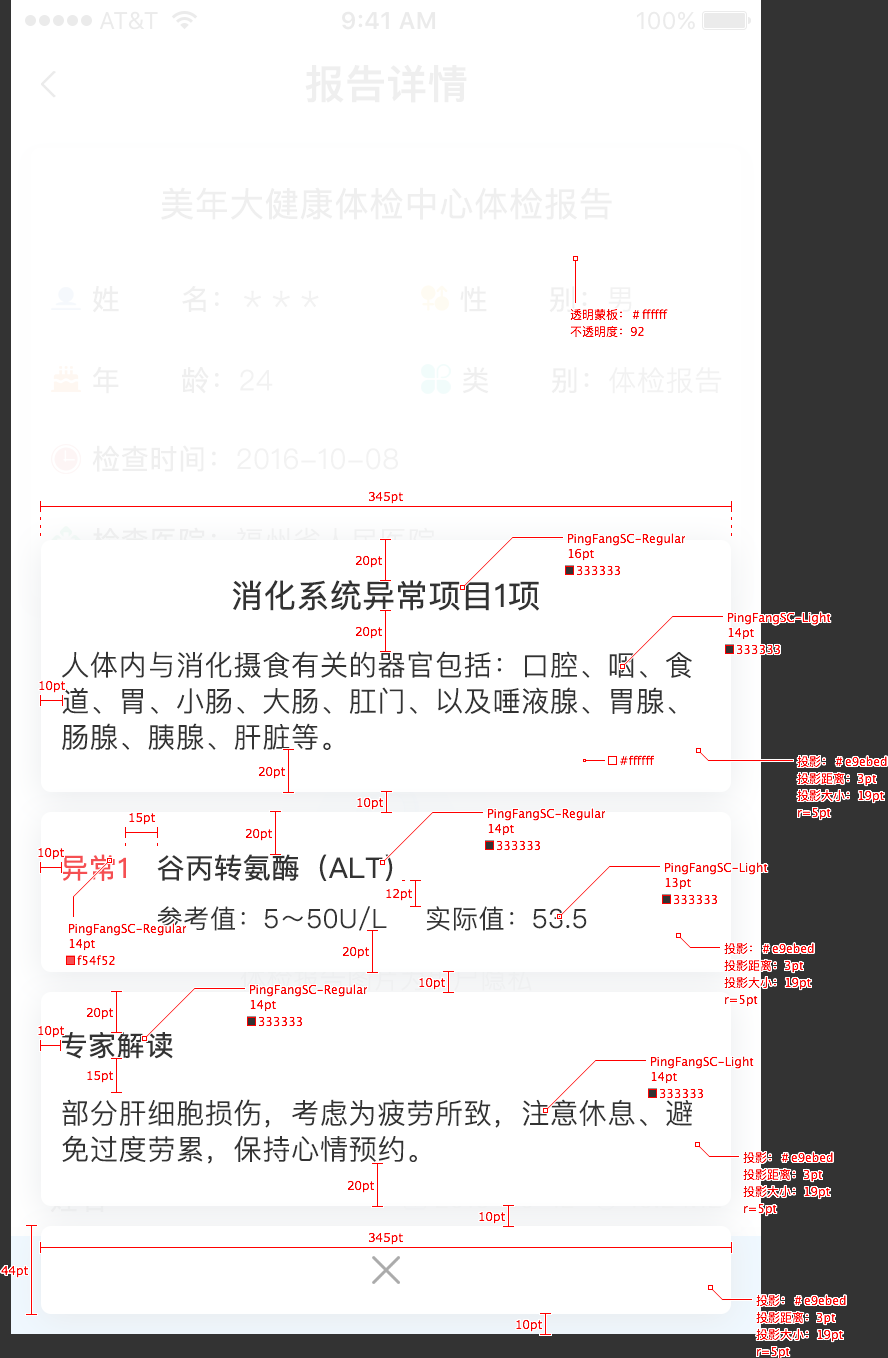 AT&T 9:41 AM 100%
报告详情
美年大健康体检中心体检报告
姓 名：＊＊＊ 性 别：男
透明蒙板：＃ffffff
不透明度：92
年 龄：24 类 别：体检报告
检查时间：2016-10-08
345pt
检查医院：福州省人民医院
PingFangSC-Regular
16pt
333333
20pt
消化系统异常项目1项
20pt
PingFangSC-Light
14pt
333333
人体内与消化摄食有关的器官包括：口腔、咽、食
10pt
道、胃、小肠、大肠、肛门、以及唾液腺、胃腺、
肠腺、胰腺、肝脏等。
20pt
#ffffff
投影：＃e9ebed
投影距离：3pt
投影大小：19pt
r=5pt
10pt
15pt
20pt
PingFangSC-Regular
14pt
333333
10pt
异常1 谷丙转氨酶（ALT）
PingFangSC-Light
13pt
333333
12pt
参考值：5～50U/L 实际值：53.5
PingFangSC-Regular
14pt
f54f52
20pt
投影：＃e9ebed
投影距离：3pt
投影大小：19pt
r=5pt
10pt
PingFangSC-Regular
14pt
333333
20pt
10pt
专家解读
15pt
PingFangSC-Light
14pt
333333
部分肝细胞损伤，考虑为疲劳所致，注意休息、避
免过度劳累，保持心情预约。
20pt
投影：＃e9ebed
投影距离：3pt
投影大小：19pt
r=5pt
10pt
345pt
44pt
投影：＃e9ebed
投影距离：3pt
投影大小：19pt
r=5pt
10pt